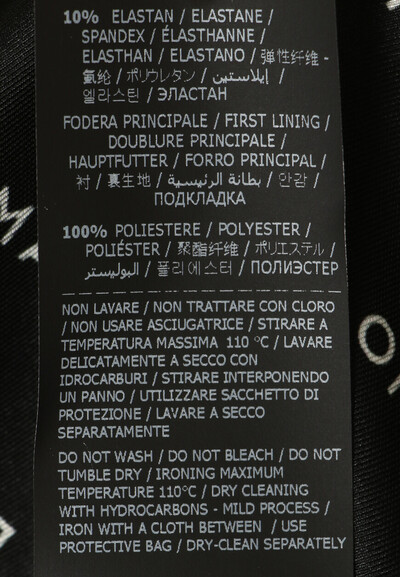 10% ELASTAN / ELASTANE /
SPANDEX / ÉLASTHANNE /
ELASTHAN / ELASTANO / 弹性纤维 -
氨纶 / ポリウレタン / إيلاستين /
엘라스틴 / ЭЛАСТАН
FODERA PRINCIPALE / FIRST LINING /
DOUBLURE PRINCIPALE /
HAUPTFUTTER / FORRO PRINCIPAL /
衬 / 裏生地 / بطانة الرئيسية / 안감 /
ПОДКЛАДКА
100% POLIESTERE / POLYESTER /
POLIÉSTER / 聚酯纤维 / ポリエステル /
البوليستر / 폴리에스터 / ПОЛИЭСТЕР
NON LAVARE / NON TRATTARE CON CLORO
/ NON USARE ASCIUGATRICE / STIRARE A
TEMPERATURA MASSIMA 110 °C / LAVARE
DELICATAMENTE A SECCO CON
IDROCARBURI / STIRARE INTERPONENDO
UN PANNO / UTILIZZARE SACCHETTO DI
PROTEZIONE / LAVARE A SECCO
SEPARATAMENTE
DO NOT WASH / DO NOT BLEACH / DO NOT
TUMBLE DRY / IRONING MAXIMUM
TEMPERATURE 110°C / DRY CLEANING
WITH HYDROCARBONS - MILD PROCESS /
IRON WITH A CLOTH BETWEEN / USE
PROTECTIVE BAG / DRY-CLEAN SEPARATELY